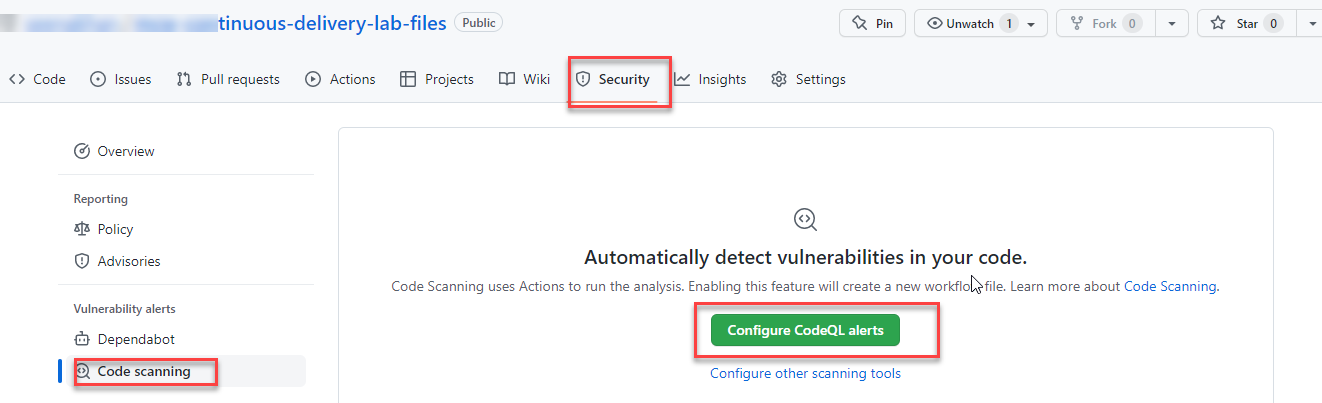 tinuous-delivery-lab-files Public Pin Unwatch 1 Fork 0 Star 0
Code Issues Pull requests Actions Projects Wiki Security Insights Settings
Overview
Reporting
Policy
Advisories
Vulnerability alerts
Dependabot
Code scanning
Automatically detect vulnerabilities in your code.
Code Scanning uses Actions to run the analysis. Enabling this feature will create a new workflow file. Learn more about Code Scanning.
Configure CodeQL alerts
Configure other scanning tools